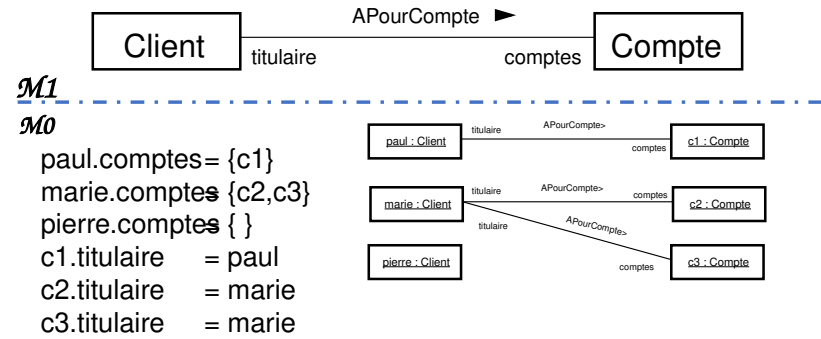 APourCompte ►
Client
titulaire
comptes
Compte
M1
M0
paul.comptes = {c1}
marie.comptes = {c2,c3}
pierre.comptes = { }
c1.titulaire = paul
c2.titulaire = marie
c3.titulaire = marie
paul : Client
titulaire
APourCompte>
comptes
c1 : Compte
marie : Client
titulaire
APourCompte>
comptes
c2 : Compte
titulaire
APourCompte>
comptes
pierre : Client
c3 : Compte